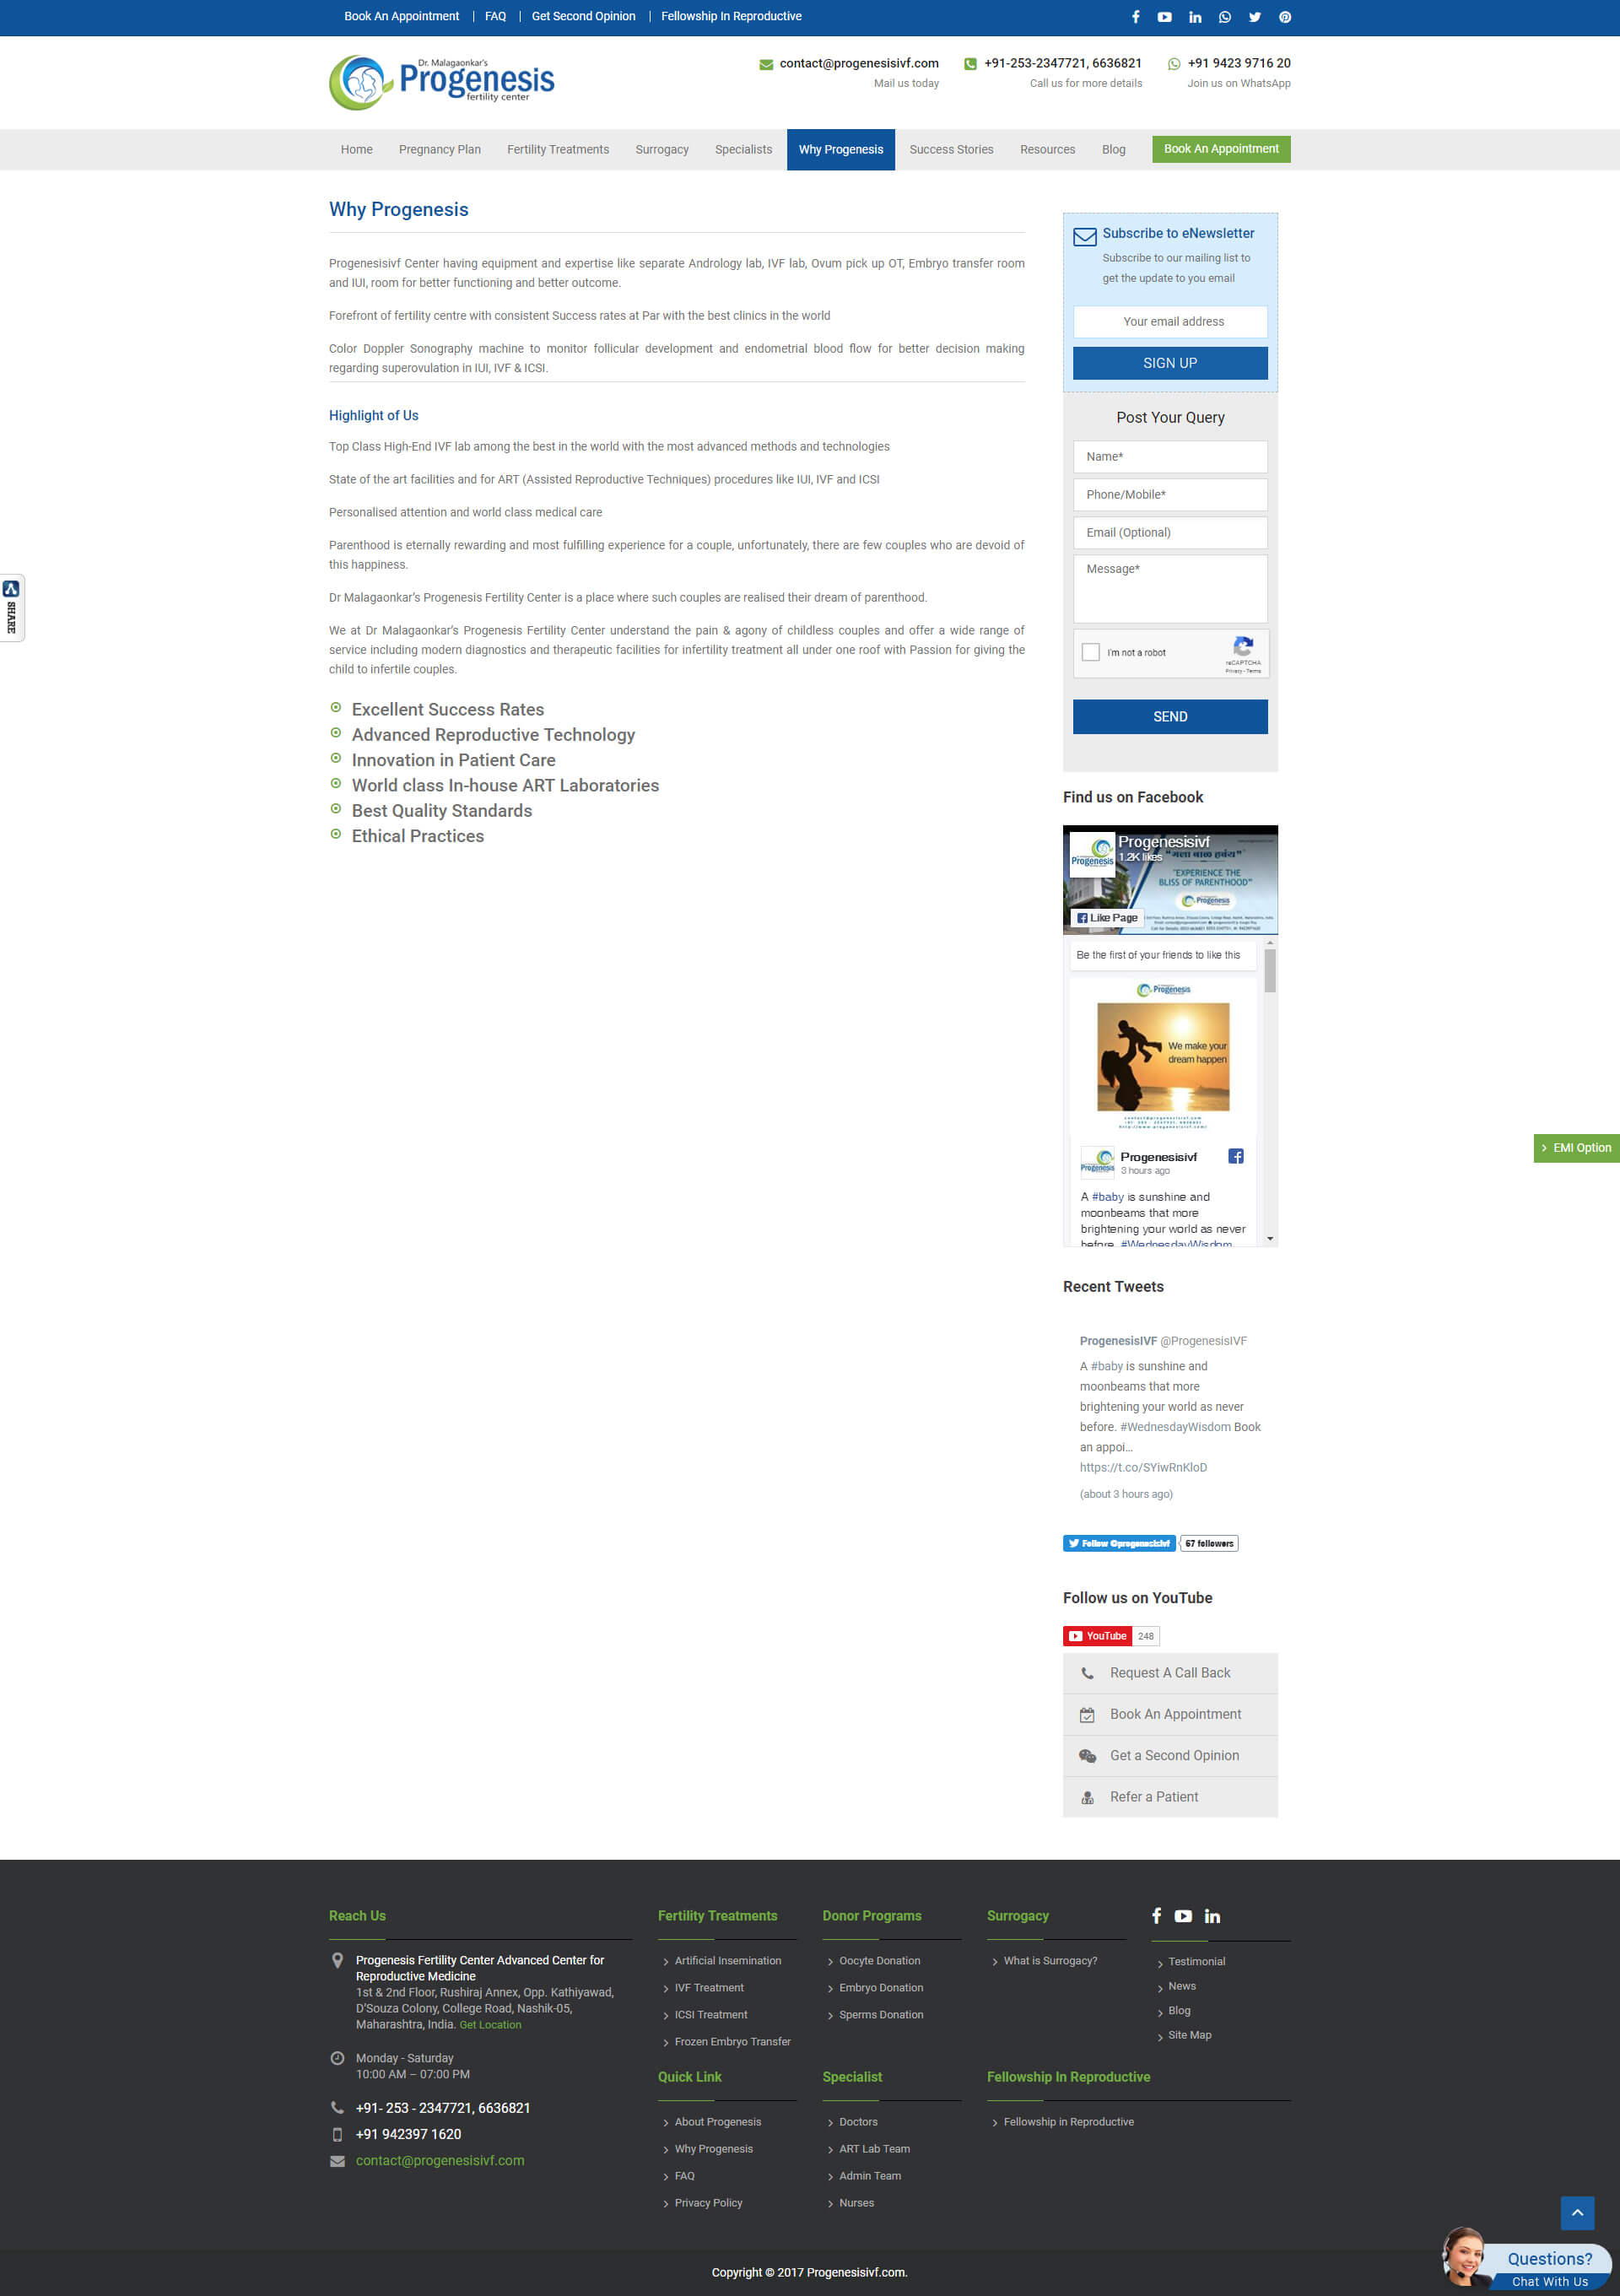 Book An Appointment | FAQ | Get Second Opinion | Fellowship In Reproductive
Dr. Malagaonkar's
Progenesis
fertility center
contact@progenesisivf.com
Mail us today
+91-253-2347721, 6636821
Call us for more details
+91 9423 9716 20
Join us on WhatsApp
Home Pregnancy Plan Fertility Treatments Surrogacy Specialists Why Progenesis Success Stories Resources Blog Book An Appointment
Why Progenesis
Progenesisivf Center having equipment and expertise like separate Andrology lab, IVF lab, Ovum pick up OT, Embryo transfer room
and IUI, room for better functioning and better outcome.
Forefront of fertility centre with consistent Success rates at Par with the best clinics in the world
Color Doppler Sonography machine to monitor follicular development and endometrial blood flow for better decision making
regarding superovulation in IUI, IVF & ICSI.
Highlight of Us
Top Class High-End IVF lab among the best in the world with the most advanced methods and technologies
State of the art facilities and for ART (Assisted Reproductive Techniques) procedures like IUI, IVF and ICSI
Personalised attention and world class medical care
Parenthood is eternally rewarding and most fulfilling experience for a couple, unfortunately, there are few couples who are devoid of
this happiness.
Dr Malagaonkar's Progenesis Fertility Center is a place where such couples are realised their dream of parenthood.
We at Dr Malagaonkar's Progenesis Fertility Center understand the pain & agony of childless couples and offer a wide range of
service including modern diagnostics and therapeutic facilities for infertility treatment all under one roof with Passion for giving the
child to infertile couples.
Excellent Success Rates
Advanced Reproductive Technology
Innovation in Patient Care
World class In-house ART Laboratories
Best Quality Standards
Ethical Practices
SHARE
Subscribe to eNewsletter
Subscribe to our mailing list to
get the update to you email
Your email address
SIGN UP
Post Your Query
Name*
Phone/Mobile*
Email (Optional)
Message*
I'm not a robot
reCAPTCHA
Privacy - Terms
SEND
Find us on Facebook
Progenesisivf
1.2K likes
"EXPERIENCE THE
BLISS OF PARENTHOOD"
Progenesis
Like Page
Be the first of your friends to like this
Progenesis
We make your
dream happen
Progenesisivf
3 hours ago
A #baby is sunshine and
moonbeams that more
brightening your world as never
before. #WednesdayWisdom
EMI Option
Recent Tweets
ProgenesisIVF @ProgenesisIVF
A #baby is sunshine and
moonbeams that more
brightening your world as never
before. #WednesdayWisdom Book
an appoi…
https://t.co/SYiwRnKloD
(about 3 hours ago)
Follow @progenesisivf
67 followers
Follow us on YouTube
YouTube 248
Request A Call Back
Book An Appointment
Get a Second Opinion
Refer a Patient
Reach Us
Progenesis Fertility Center Advanced Center for
Reproductive Medicine
1st & 2nd Floor, Rushiraj Annex, Opp. Kathiyawad,
D'Souza Colony, College Road, Nashik-05,
Maharashtra, India. Get Location
Monday - Saturday
10:00 AM – 07:00 PM
+91- 253 - 2347721, 6636821
+91 942397 1620
contact@progenesisivf.com
Fertility Treatments
Artificial Insemination
IVF Treatment
ICSI Treatment
Frozen Embryo Transfer
Donor Programs
Oocyte Donation
Embryo Donation
Sperms Donation
Surrogacy
What is Surrogacy?
Testimonial
News
Blog
Site Map
Quick Link
About Progenesis
Why Progenesis
FAQ
Privacy Policy
Specialist
Doctors
ART Lab Team
Admin Team
Nurses
Fellowship In Reproductive
Fellowship in Reproductive
Questions?
Chat With Us
Copyright © 2017 Progenesisivf.com.